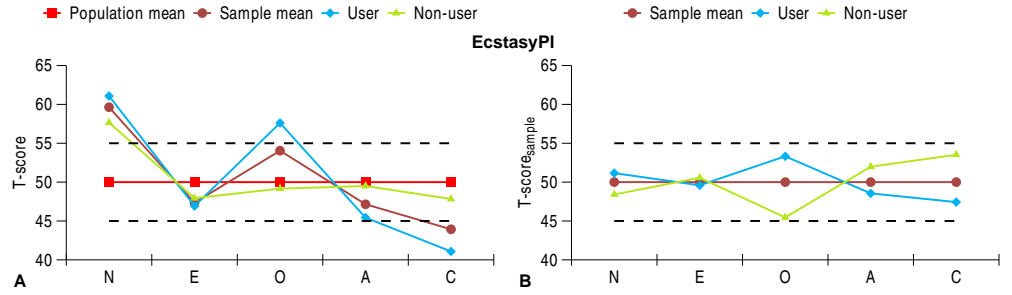 Population mean Sample mean User Non-user
Sample mean User Non-user
EcstasyPl
T-score
65
60
55
50
45
40
N E O A C
A
T-scoresample
65
60
55
50
45
40
N E O A C
B